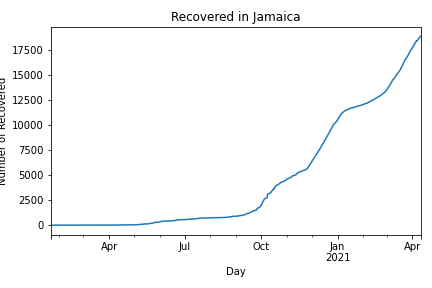 Recovered in Jamaica
Number of Recovered
17500
15000
12500
10000
7500
5000
2500
0
Apr
Jul
Oct
Jan
2021
Apr
Day